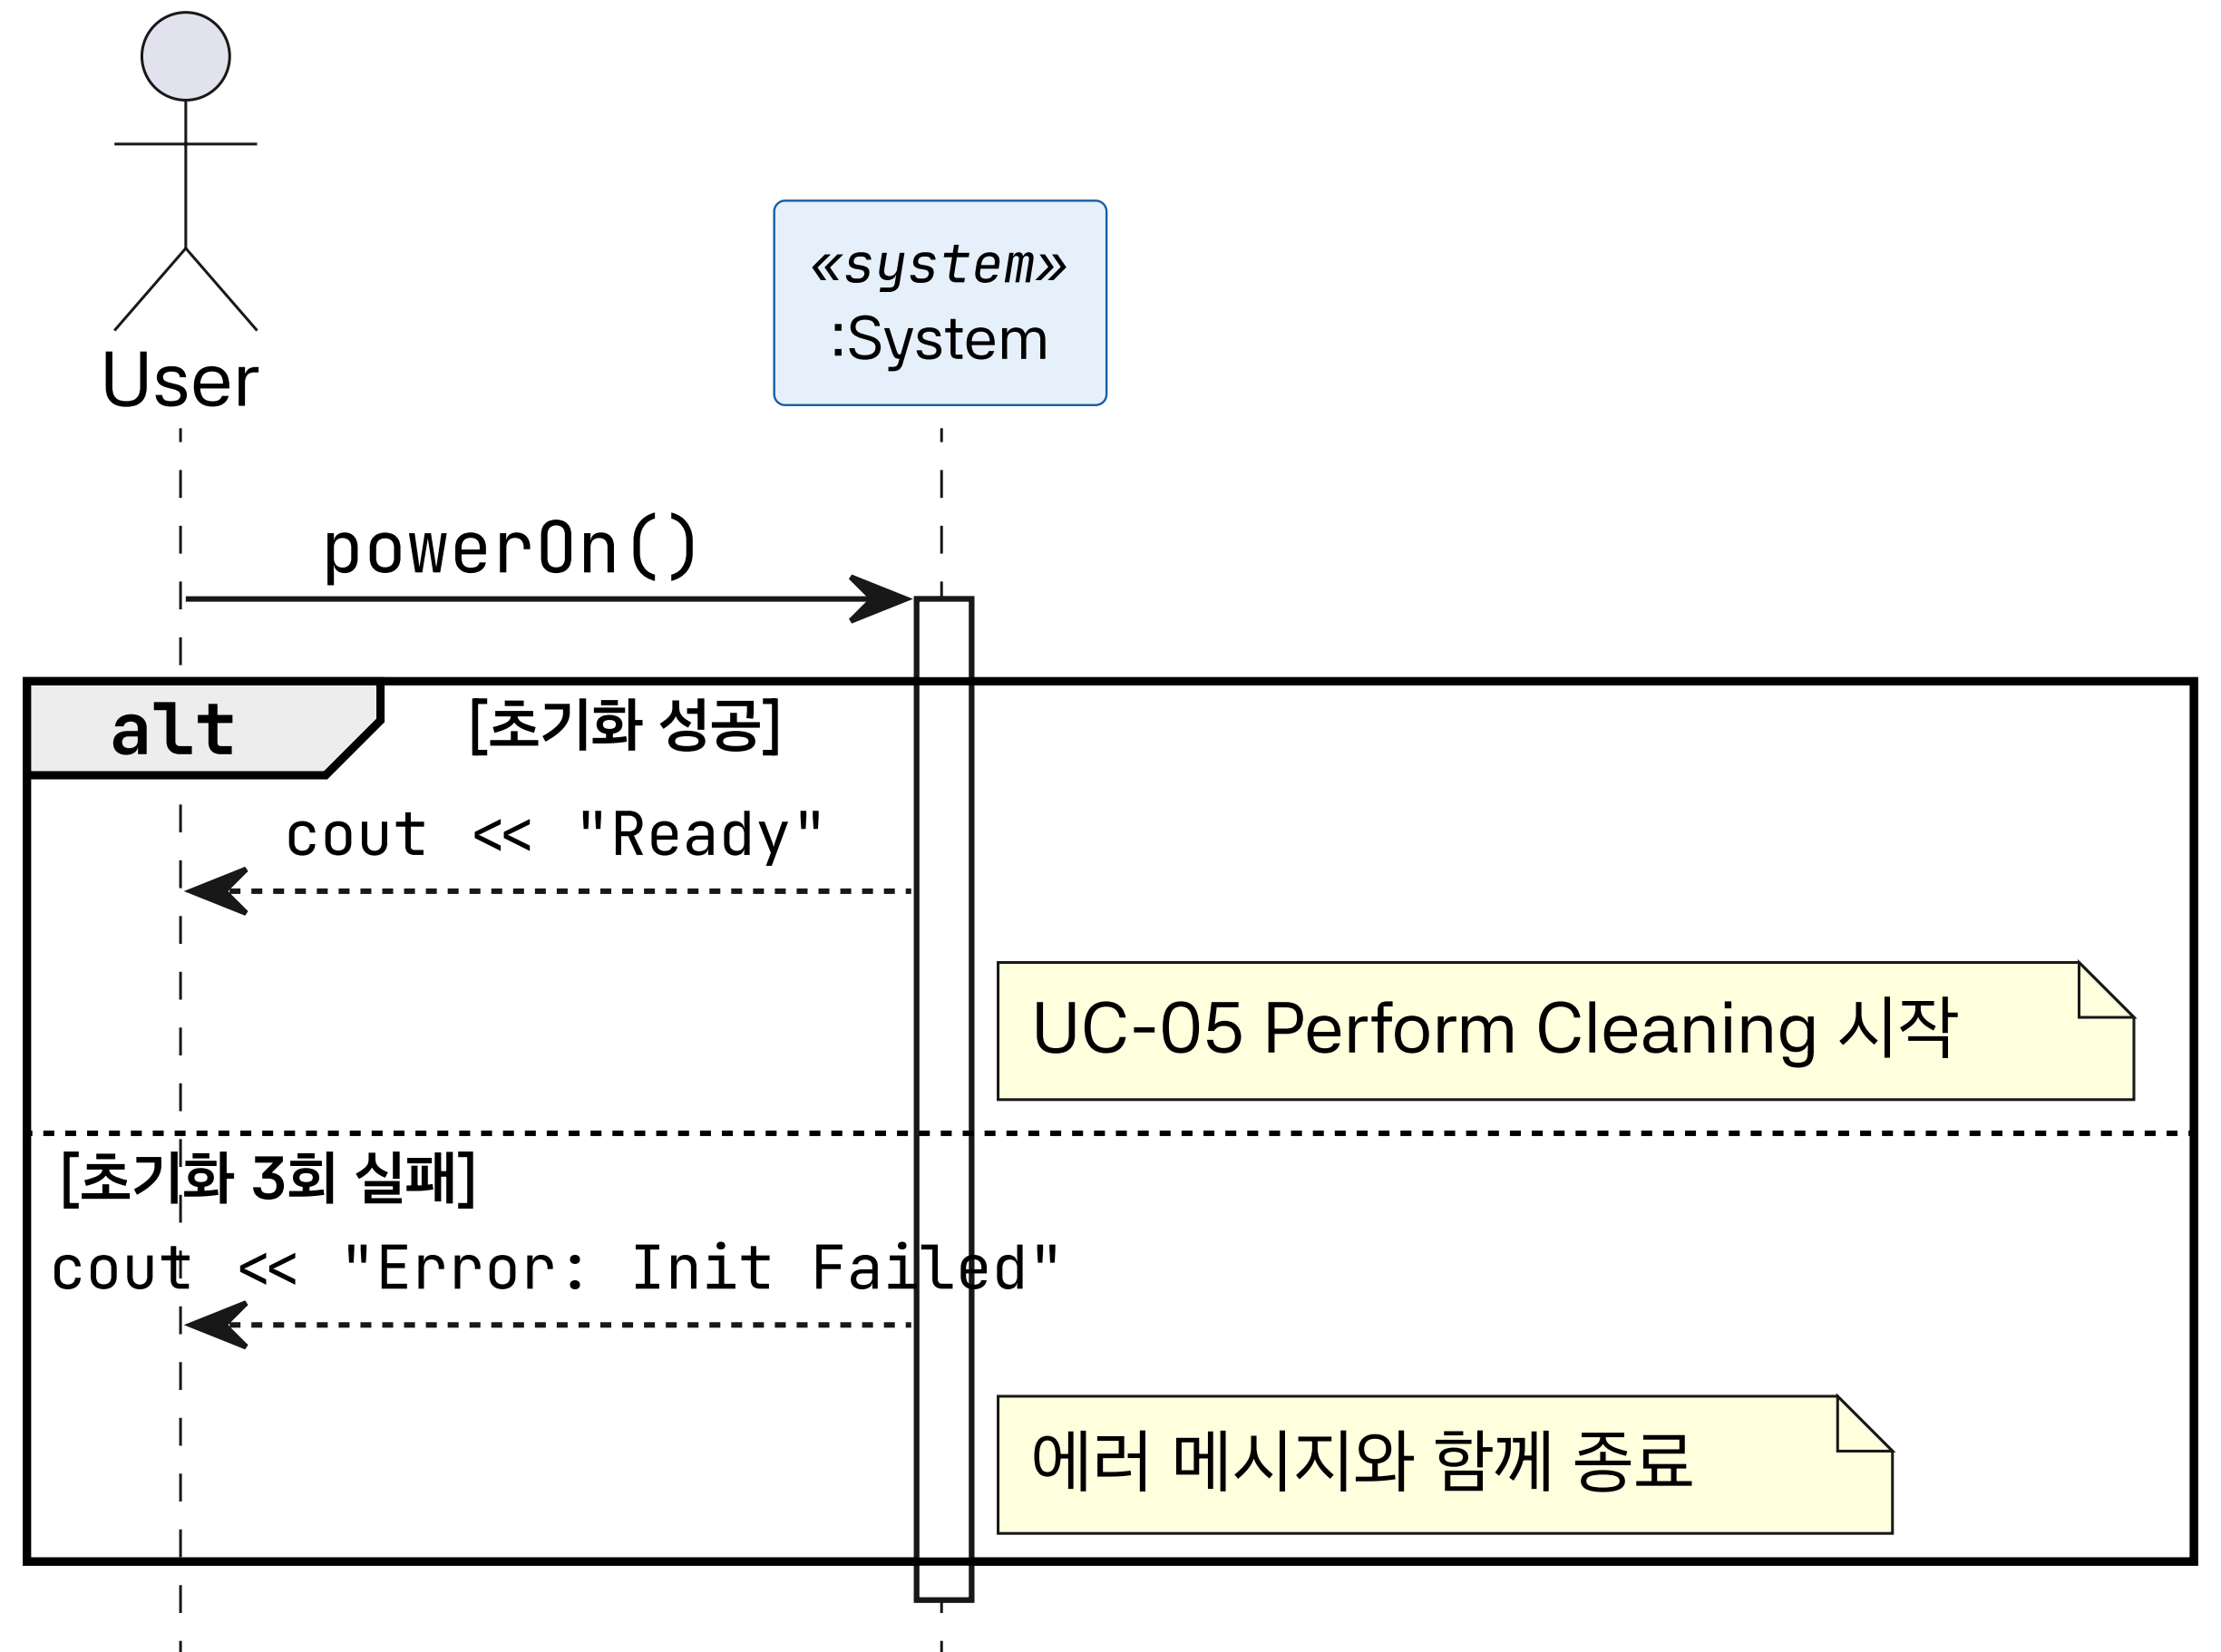 User
«system»
:System
powerOn()
alt
[초기화 성공]
cout << "Ready"
UC-05 Perform Cleaning 시작
[초기화 3회 실패]
cout << "Error: Init Failed"
에러 메시지와 함께 종료